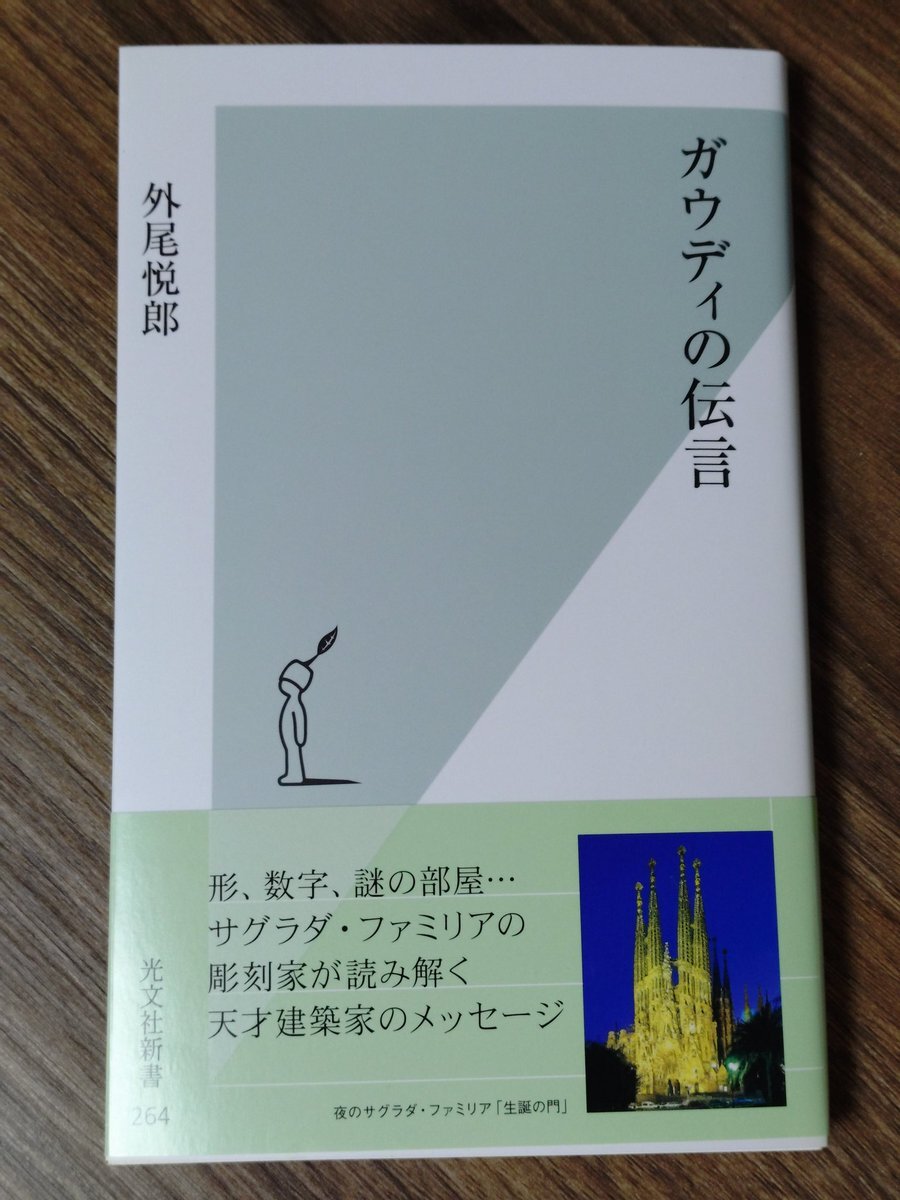 ガウディの伝言
外尾悦郎
形、数字、謎の部屋…
サグラダ・ファミリアの
彫刻家が読み解く
天才建築家のメッセージ
夜のサグラダ・ファミリア「生誕の門」
光文社新書
264